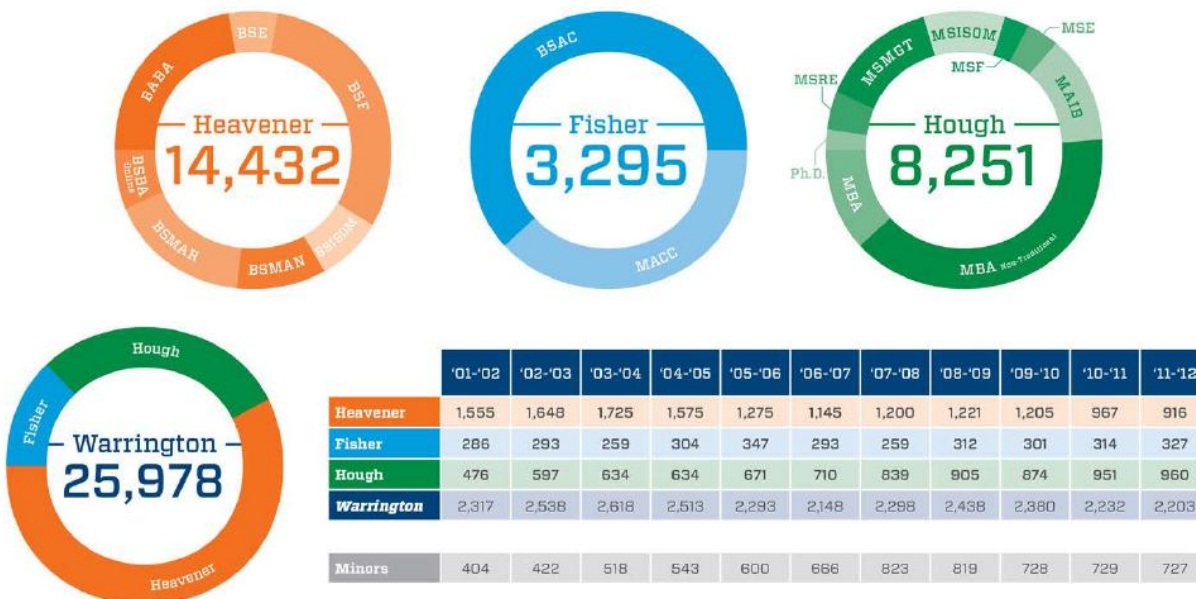 BSE
BSF
BSISOM
BSMAN
BSMAR
BSBA
Online
BABA
Heavener
14,432
BSAC
MACC
Fisher
3,295
MSISOM
MSF
MSE
MAIB
MBA Non-Traditional
MBA
Ph.D.
MSRE
MSMGT
Hough
8,251
Hough
Fisher
Heavener
Warrington
25,978
‘01-‘02 ‘02-‘03 ‘03-‘04 ‘04-‘05 ‘05-‘06 ‘06-‘07 ‘07-‘08 ‘08-‘09 ‘09-‘10 ‘10-‘11 ‘11-‘12
Heavener 1,555 1,648 1,725 1,575 1,275 1,145 1,200 1,221 1,205 967 916
Fisher 286 293 259 304 347 293 259 312 301 314 327
Hough 476 597 634 634 671 710 839 905 874 951 960
Warrington 2,317 2,538 2,618 2,513 2,293 2,148 2,298 2,438 2,380 2,232 2,203
Minors 404 422 518 543 600 666 823 819 728 729 727